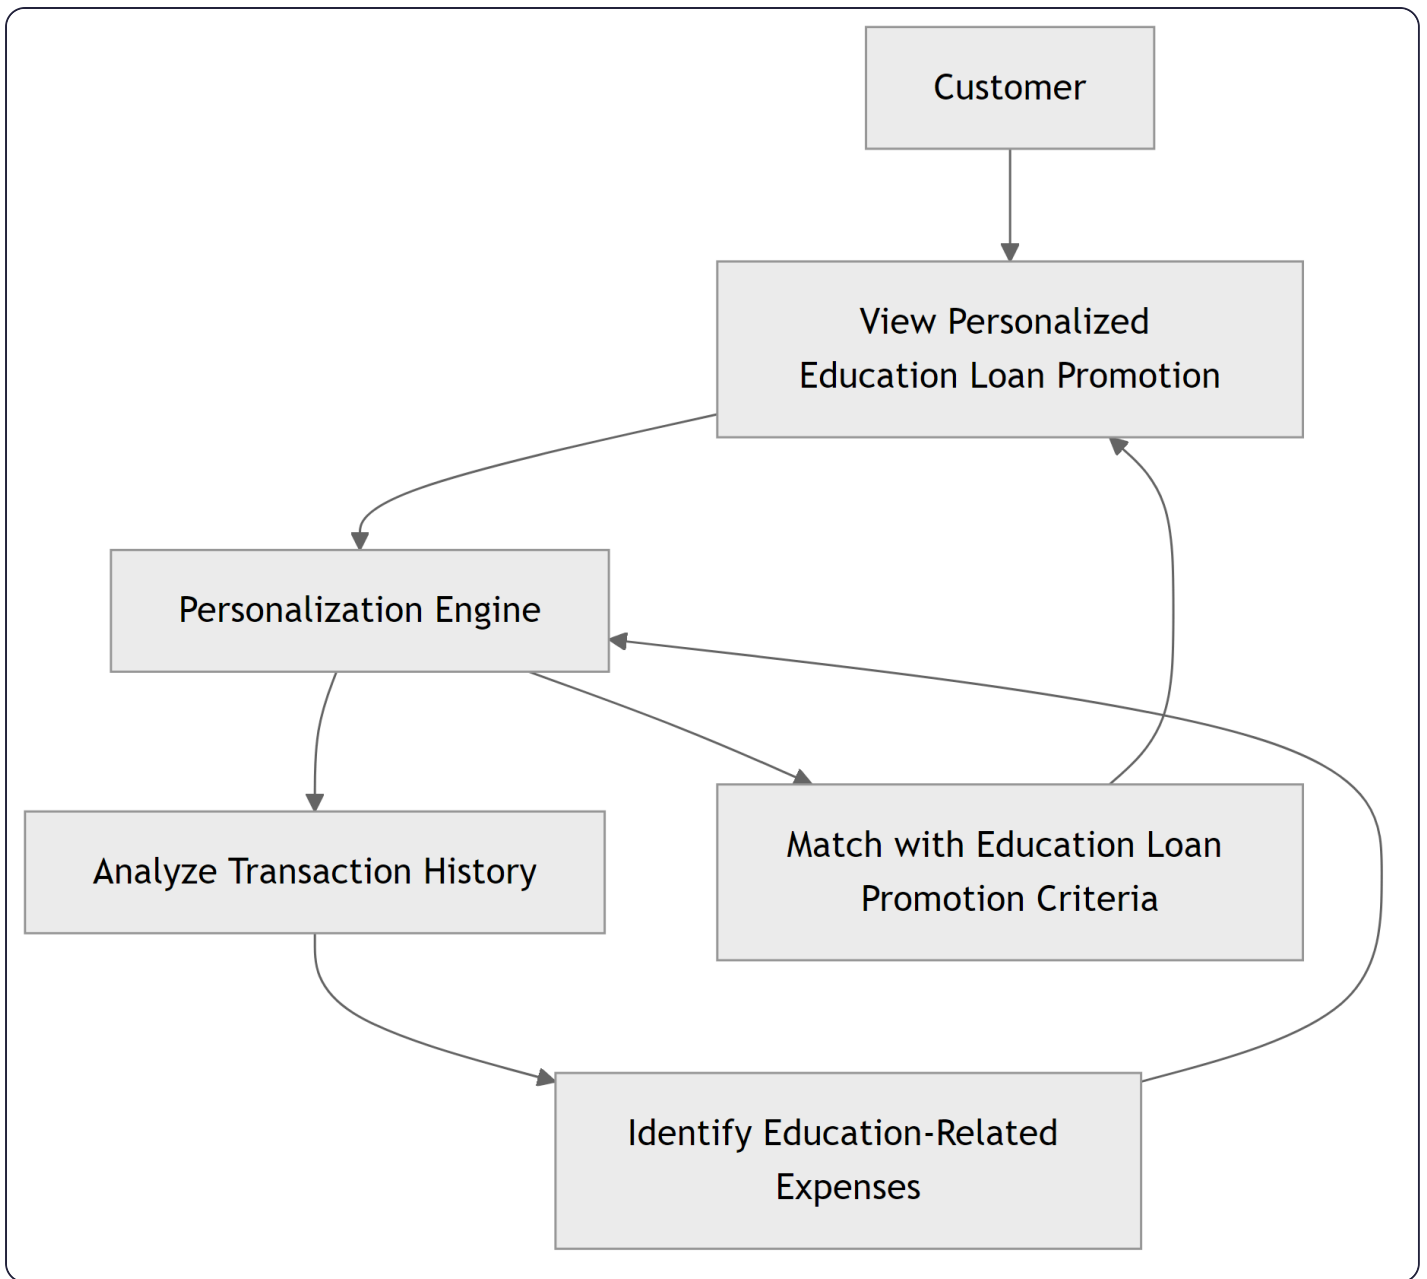 Customer
View Personalized
Education Loan Promotion
Personalization Engine
Analyze Transaction History
Match with Education Loan
Promotion Criteria
Identify Education-Related
Expenses